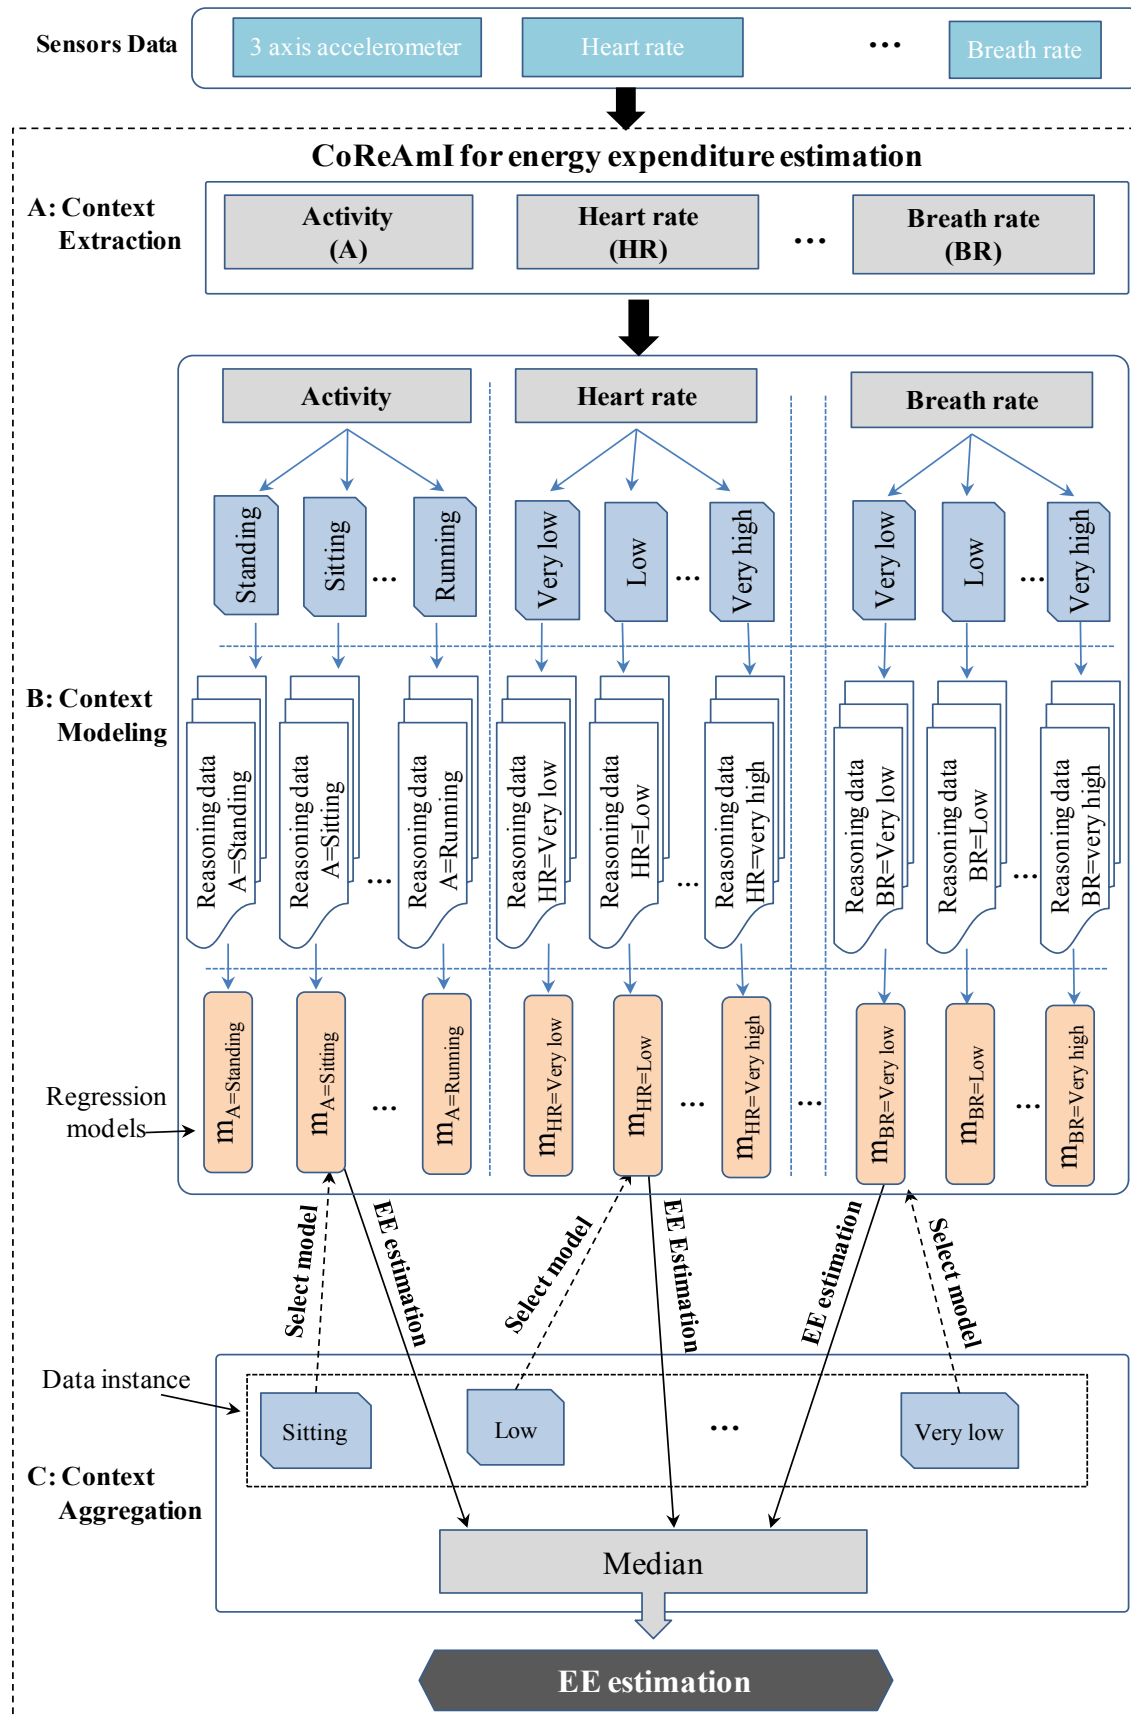 Sensors Data
3 axis accelerometer
Heart rate
...
Breath rate
CoReAmI for energy expenditure estimation
A: Context
Extraction
Activity
(A)
Heart rate
(HR)
...
Breath rate
(BR)
Activity
Heart rate
Breath rate
Standing
Sitting
...
Running
Very low
Low
...
Very high
Very low
Low
...
Very high
B: Context
Modeling
Reasoning data
A=Standing
Reasoning data
A=Sitting
...
Reasoning data
A=Running
Reasoning data
HR=Very low
Reasoning data
HR=Low
...
Reasoning data
HR=very high
Reasoning data
BR=Very low
Reasoning data
BR=Low
...
Reasoning data
BR=very high
Regression
models
mA=Standing
mA=Sitting
...
mA=Running
mHR=Very low
mHR=Low
...
mHR=Very high
...
mBR=Very low
mBR=Low
...
mBR=Very high
Select model
EE estimation
Select model
EE Estimation
EE estimation
Select model
Data instance
Sitting
Low
...
Very low
C: Context
Aggregation
Median
EE estimation